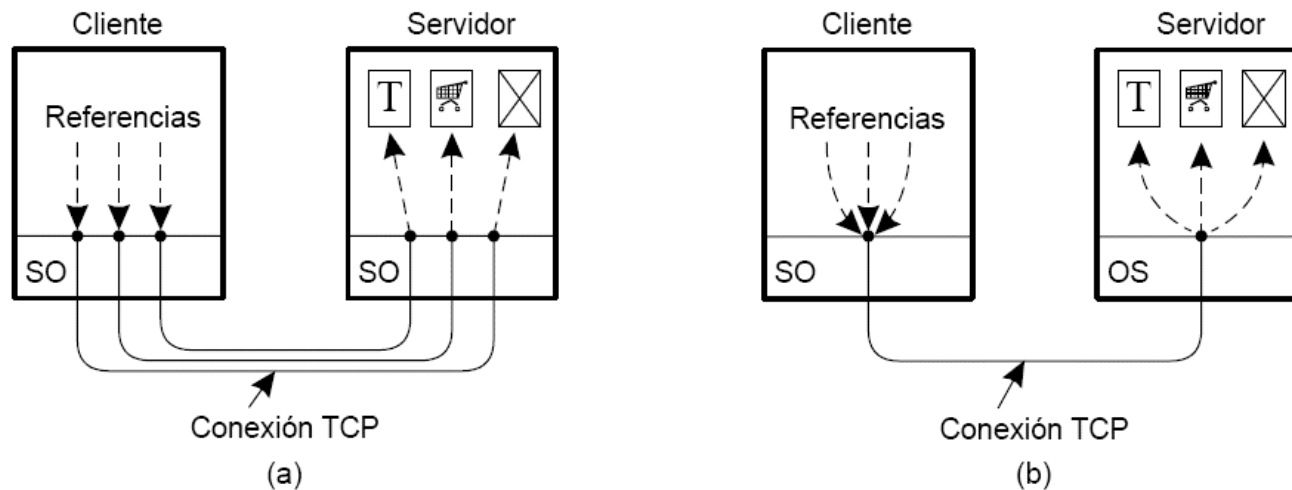 Cliente
Servidor
T
Referencias
SO
SO
Conexión TCP
(a)
Cliente
Servidor
T
Referencias
SO
OS
Conexión TCP
(b)